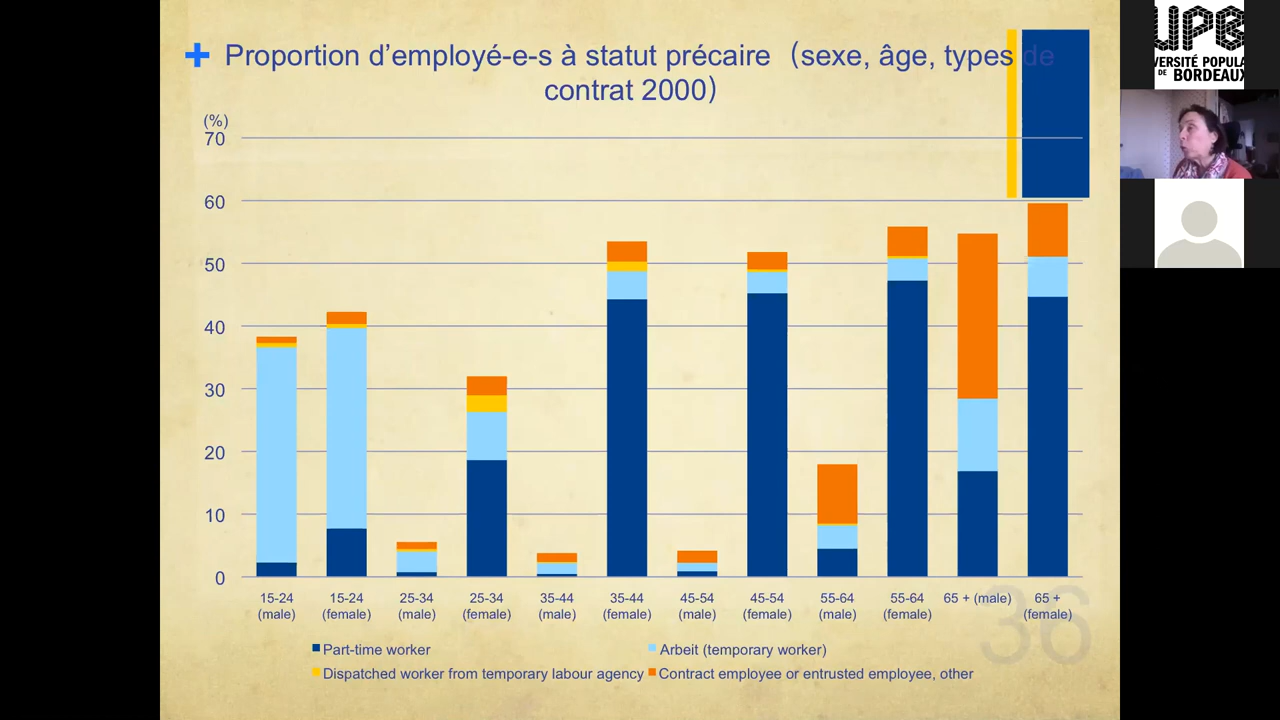 Proportion d’employé-e-s à statut précaire（sexe, âge, types de
contrat 2000）
(%)
70
60
50
40
30
20
10
0
15-24 (male)
15-24 (female)
25-34 (male)
25-34 (female)
35-44 (male)
35-44 (female)
45-54 (male)
45-54 (female)
55-64 (male)
55-64 (female)
65 + (male)
65 + (female)
Part-time worker
Arbeit (temporary worker)
Dispatched worker from temporary labour agency
Contract employee or entrusted employee, other
36
UPB
VERSITÉ POPULA
DE BORDEAUX